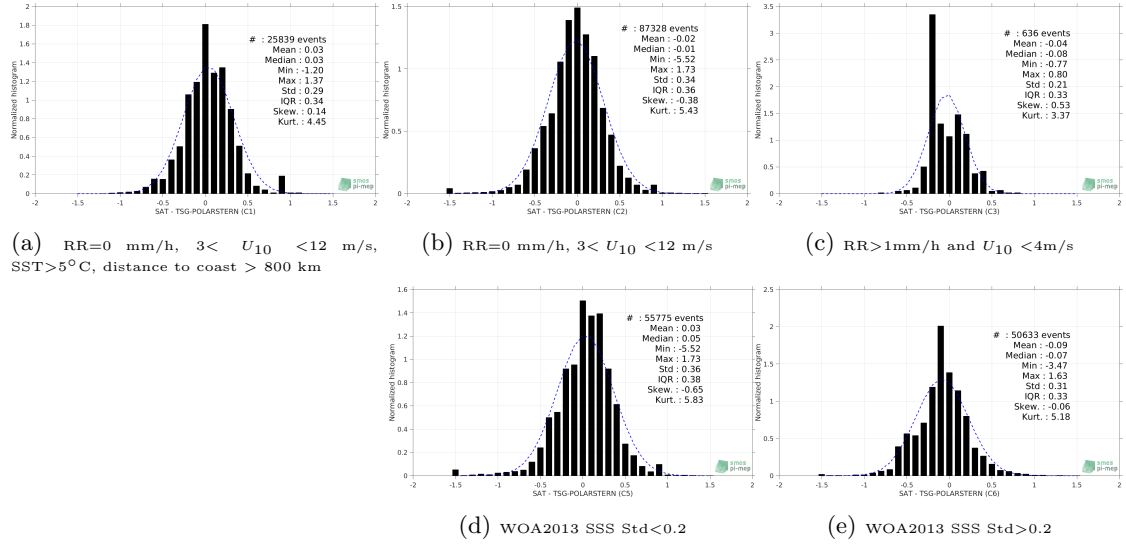 2
1.8
1.6
1.4
1.2
1
0.8
0.6
0.4
0.2
0
Normalized histogram
# : 25839 events
Mean : 0.03
Median : 0.03
Min : -1.20
Max : 1.37
Std : 0.29
IQR : 0.34
Skew. : 0.14
Kurt. : 4.45
smos
pi-mep
-2 -1.5 -1 -0.5 0 0.5 1 1.5 2
SAT - TSG-POLARSTERN (C1)
(a) RR=0 mm/h, 3< U10 <12 m/s,
SST>5°C, distance to coast > 800 km
1.5
1
0.5
0
Normalized histogram
# : 87328 events
Mean : -0.02
Median : -0.01
Min : -5.52
Max : 1.73
Std : 0.34
IQR : 0.36
Skew. : -0.38
Kurt. : 5.43
smos
pi-mep
-2 -1.5 -1 -0.5 0 0.5 1 1.5 2
SAT - TSG-POLARSTERN (C2)
(b) RR=0 mm/h, 3< U10 <12 m/s
3.5
3
2.5
2
1.5
1
0.5
0
Normalized histogram
# : 636 events
Mean : -0.04
Median : -0.08
Min : -0.77
Max : 0.80
Std : 0.21
IQR : 0.33
Skew. : 0.53
Kurt. : 3.37
smos
pi-mep
-2 -1.5 -1 -0.5 0 0.5 1 1.5 2
SAT - TSG-POLARSTERN (C3)
(c) RR>1mm/h and U10 <4m/s
1.6
1.4
1.2
1
0.8
0.6
0.4
0.2
0
Normalized histogram
# : 55775 events
Mean : 0.03
Median : 0.05
Min : -5.52
Max : 1.73
Std : 0.36
IQR : 0.38
Skew. : -0.65
Kurt. : 5.83
smos
pi-mep
-2 -1.5 -1 -0.5 0 0.5 1 1.5 2
SAT - TSG-POLARSTERN (C5)
(d) WOA2013 SSS Std<0.2
2.5
2
1.5
1
0.5
0
Normalized histogram
# : 50633 events
Mean : -0.09
Median : -0.07
Min : -3.47
Max : 1.63
Std : 0.31
IQR : 0.33
Skew. : -0.06
Kurt. : 5.18
smos
pi-mep
-2 -1.5 -1 -0.5 0 0.5 1 1.5 2
SAT - TSG-POLARSTERN (C6)
(e) WOA2013 SSS Std>0.2